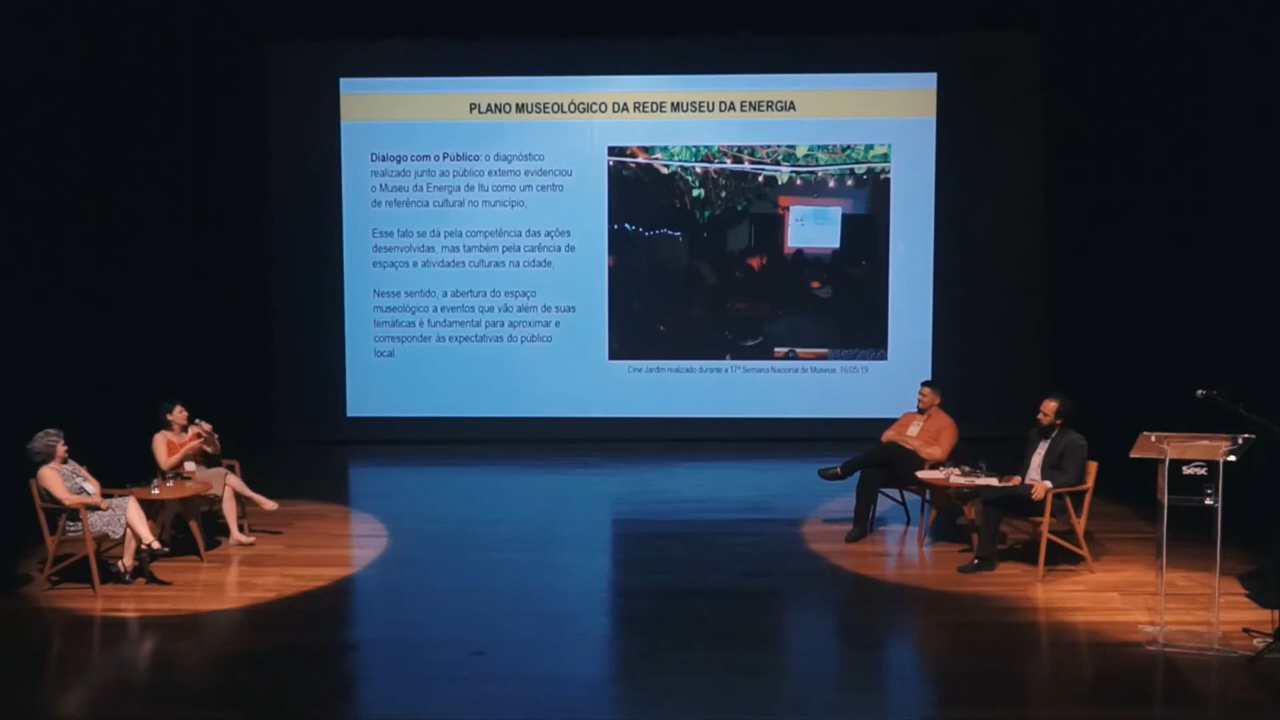 PLANO MUSEOLÓGICO DA REDE MUSEU DA ENERGIA
Diálogo com o Público: o diagnóstico
realizado junto ao público externo evidenciou
o Museu da Energia de Itu como um centro
de referência cultural no município;
Esse fato se dá pela competência das ações
desenvolvidas, mas também pela carência de
espaços e atividades culturais na cidade;
Nesse sentido, a abertura do espaço
museológico a eventos que vão além de suas
temáticas é fundamental para aproximar e
corresponder às expectativas do público
local.
Cine Jardim realizado durante a 17ª Semana Nacional de Museus, 16/05/19
Sesc